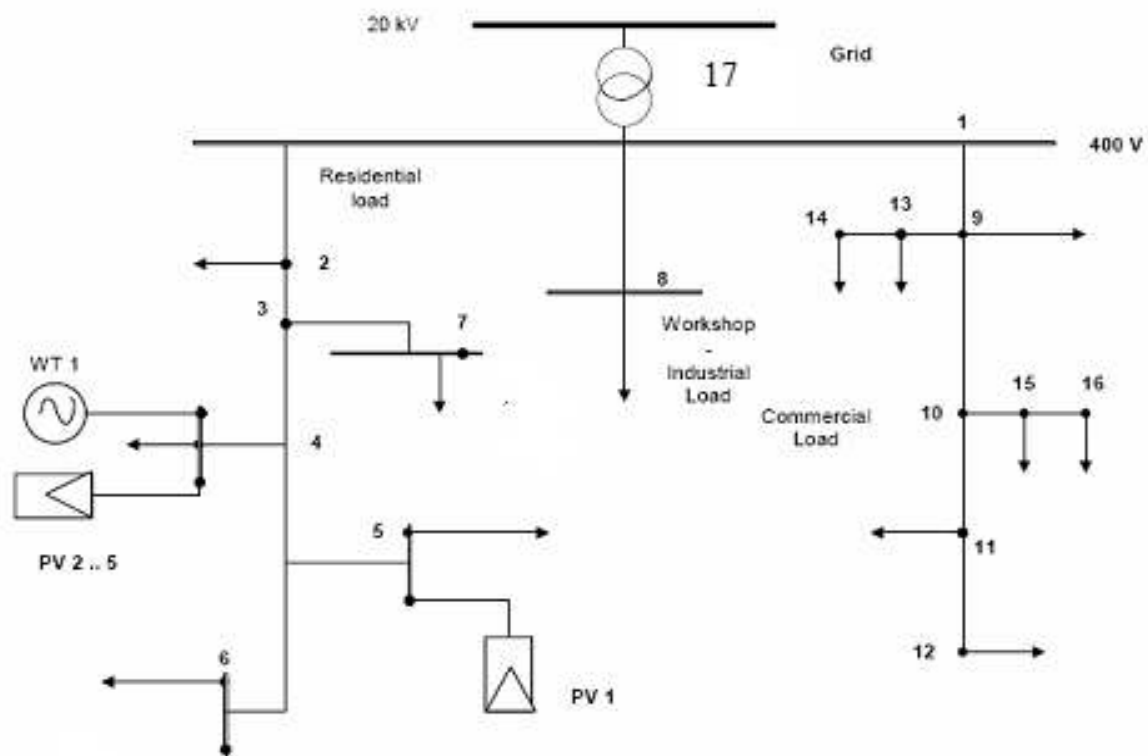 20 kV
Grid
17
1
400 V
Residential
load
14
13
9
2
8
3
7
Workshop
-
Industrial
Load
WT 1
15
16
10
Commercial
Load
4
5
11
PV 2 .. 5
12
6
PV 1